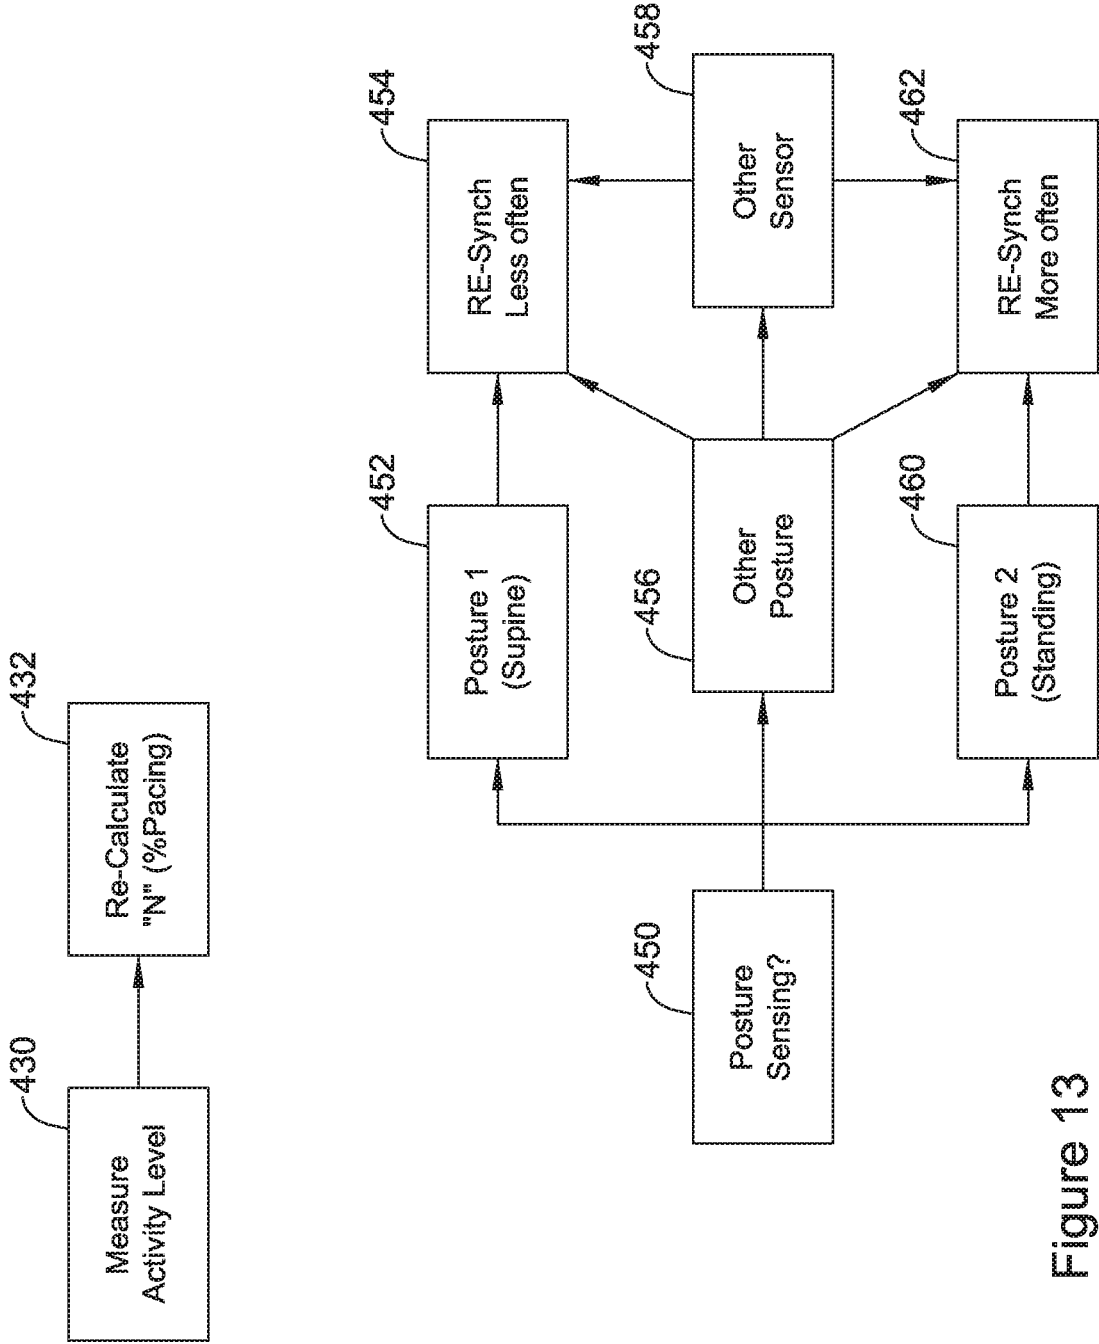 430
Measure
Activity Level
432
Re-Calculate
"N" (%Pacing)
450
Posture
Sensing?
452
Posture 1
(Supine)
454
RE-Synch
Less often
456
Other
Posture
458
Other
Sensor
460
Posture 2
(Standing)
462
RE-Synch
More often
Figure 13